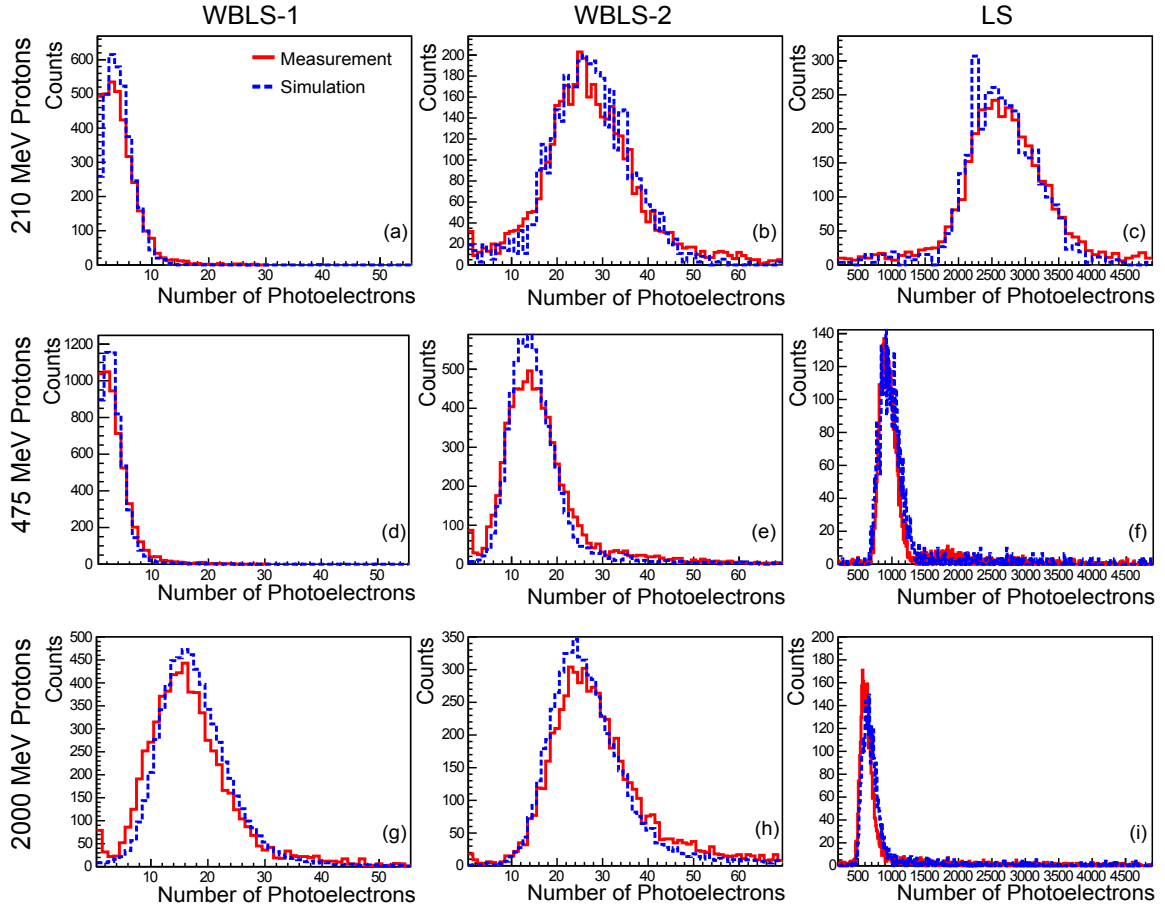 WBLS-1 WBLS-2 LS
210 MeV Protons
Counts
600
500
400
300
200
100
0
Measurement
Simulation
(a)
10 20 30 40 50
Number of Photoelectrons
Counts
200
180
160
140
120
100
80
60
40
20
0
(b)
10 20 30 40 50 60
Number of Photoelectrons
Counts
300
250
200
150
100
50
0
(c)
500 1000 1500 2000 2500 3000 3500 4000 4500
Number of Photoelectrons
475 MeV Protons
Counts
1200
1000
800
600
400
200
0
(d)
10 20 30 40 50
Number of Photoelectrons
Counts
500
400
300
200
100
0
(e)
10 20 30 40 50 60
Number of Photoelectrons
Counts
140
120
100
80
60
40
20
0
(f)
500 1000 1500 2000 2500 3000 3500 4000 4500
Number of Photoelectrons
2000 MeV Protons
Counts
500
450
400
350
300
250
200
150
100
50
0
(g)
10 20 30 40 50
Number of Photoelectrons
Counts
350
300
250
200
150
100
50
0
(h)
10 20 30 40 50 60
Number of Photoelectrons
Counts
200
180
160
140
120
100
80
60
40
20
0
(i)
500 1000 1500 2000 2500 3000 3500 4000 4500
Number of Photoelectrons